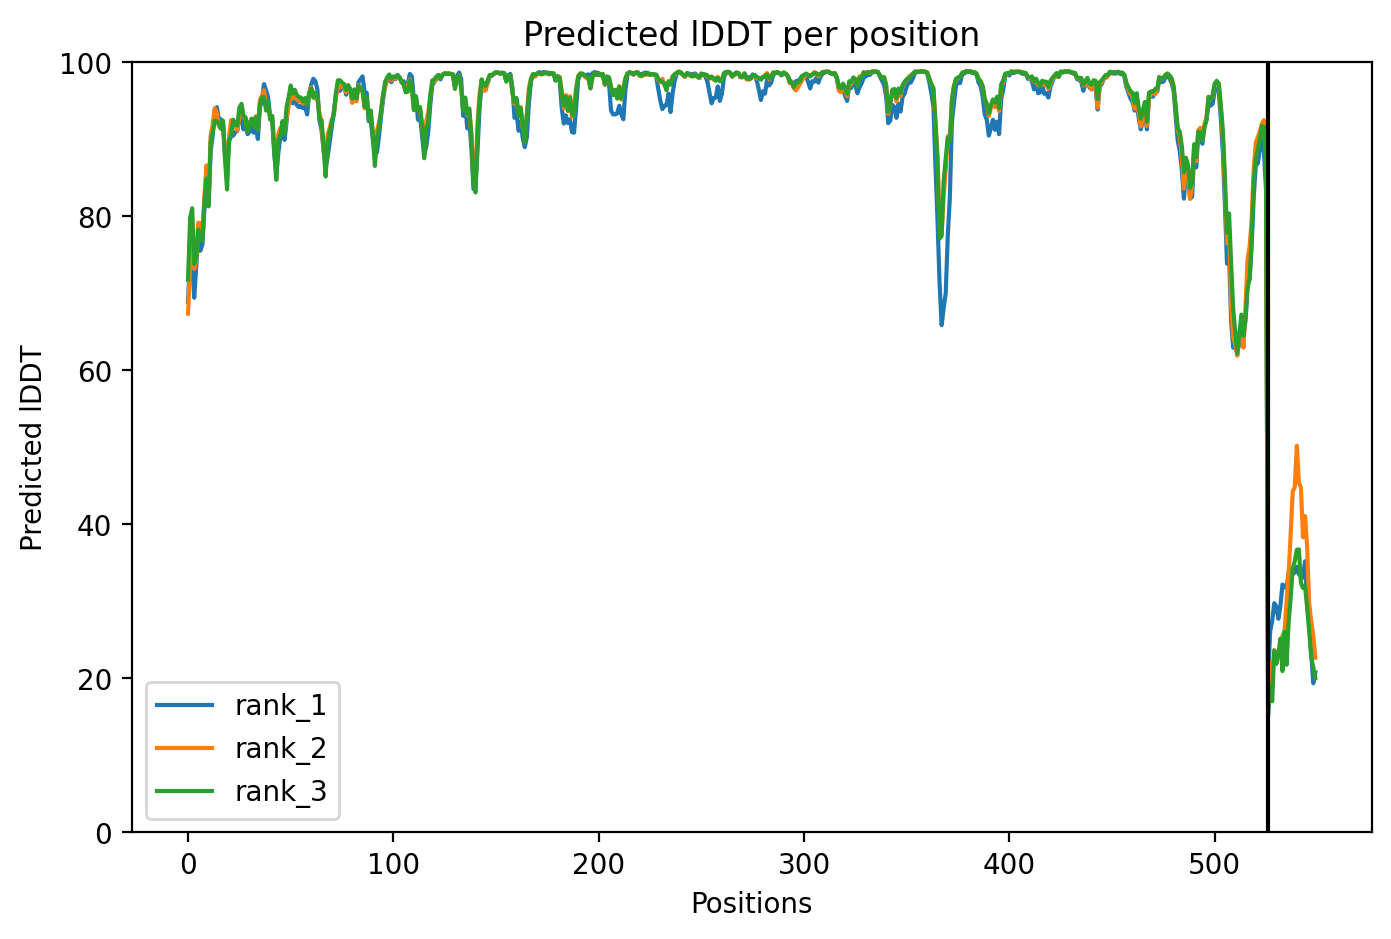 Predicted lDDT per position
100
80
60
40
20
0
Predicted lDDT
rank_1
rank_2
rank_3
0 100 200 300 400 500
Positions